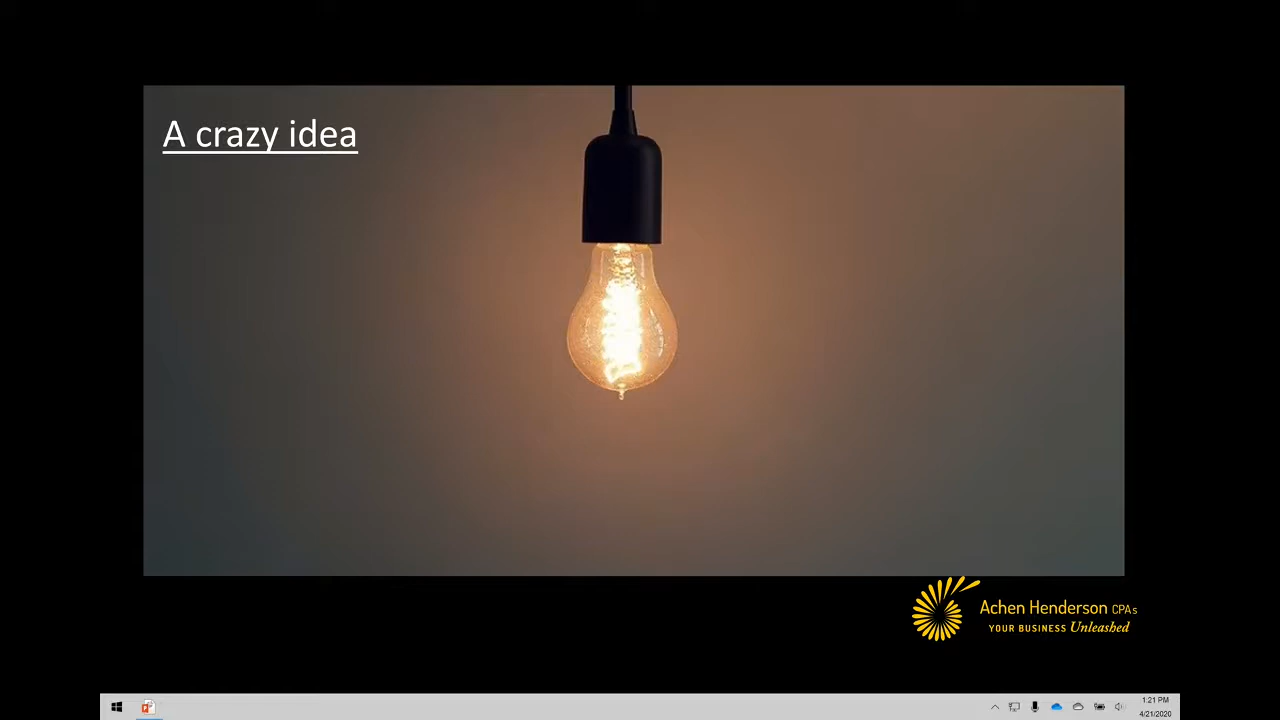 A crazy idea
Achen Henderson CPAs
YOUR BUSINESS Unleashed
1:21 PM
4/21/2020